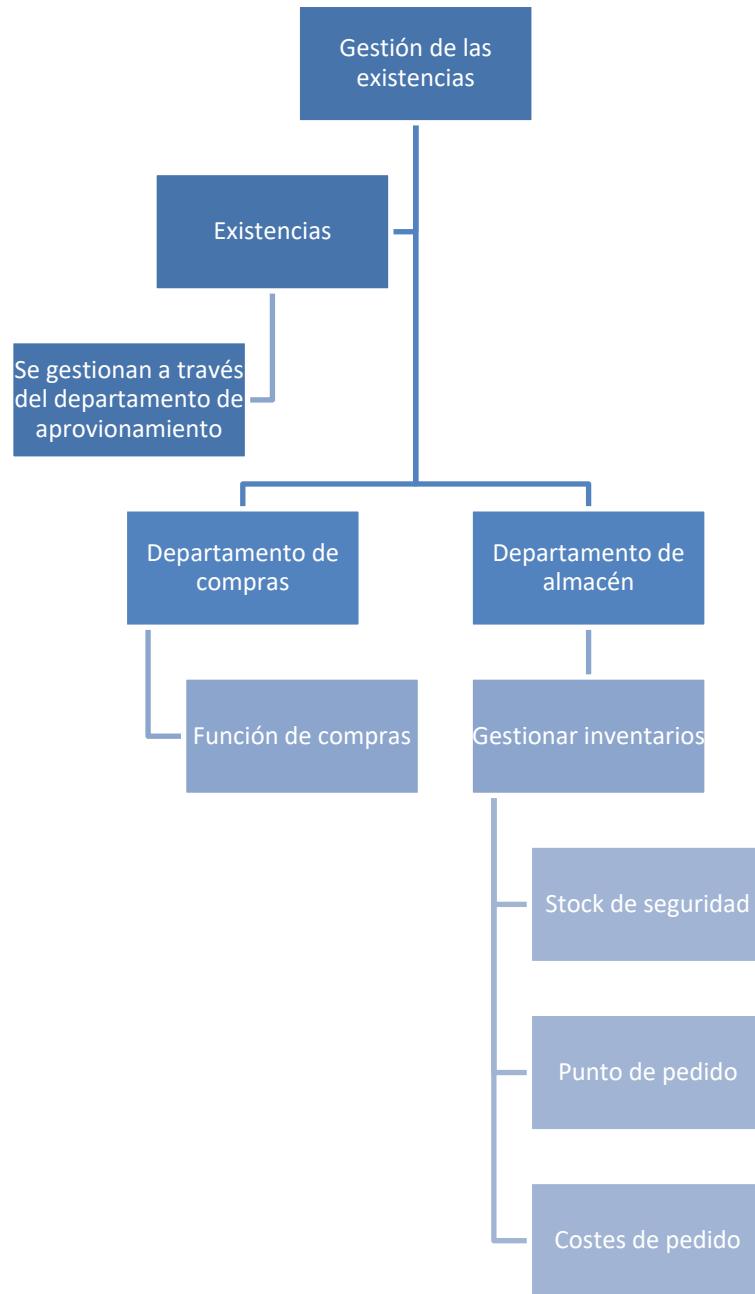 Gestión de las
existencias
Existencias
Se gestionan a través
del departamento de
aprovionamiento
Departamento de
compras
Departamento de
almacén
Función de compras
Gestionar inventarios
Stock de seguridad
Punto de pedido
Costes de pedido